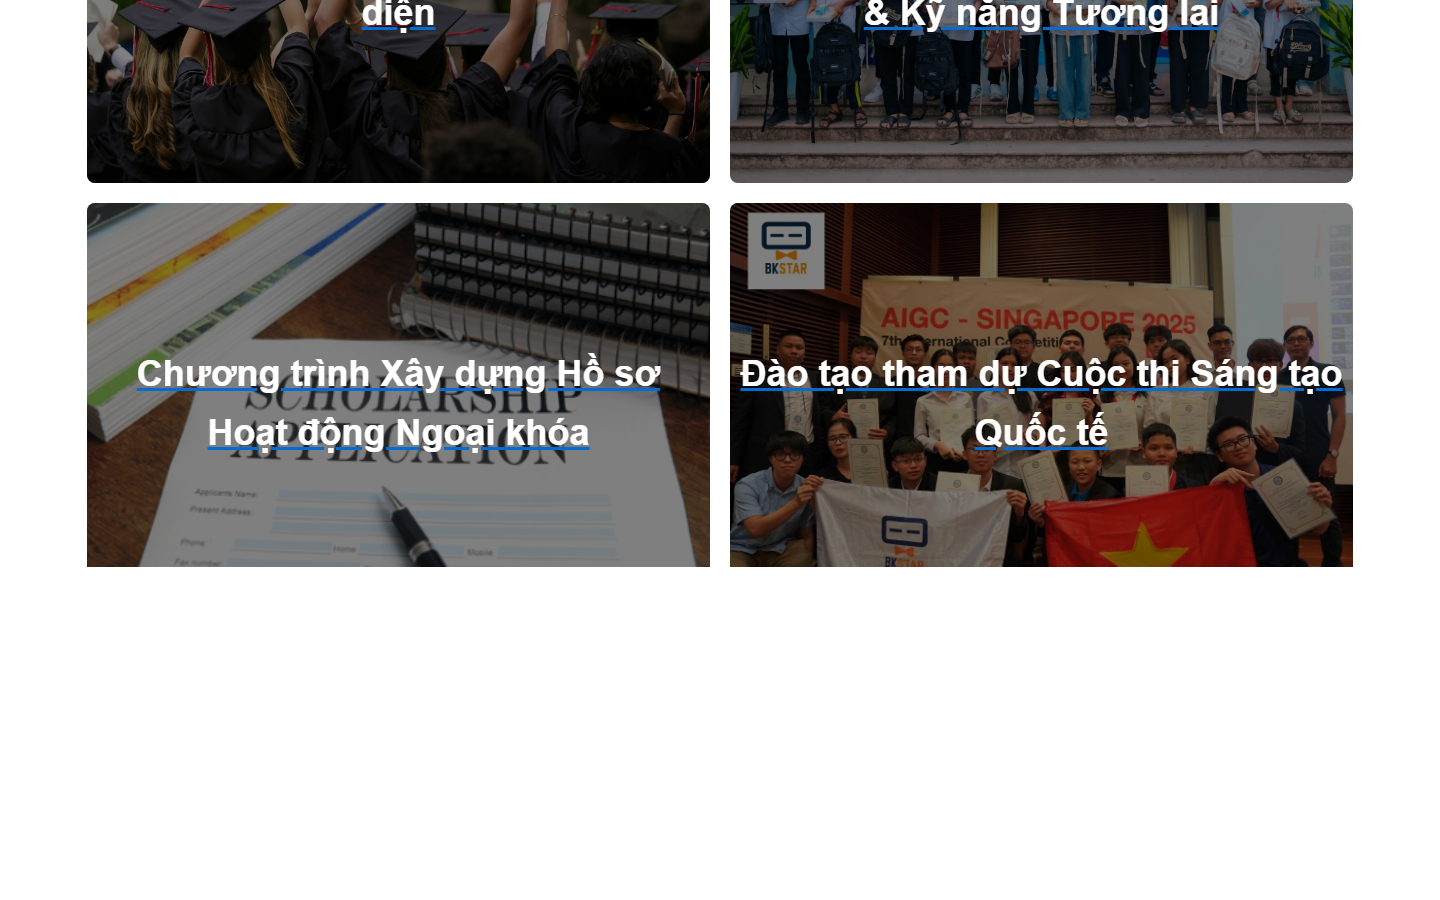 diện
& Kỹ năng Tương lai
BKSTAR
AIGC - SINGAPORE 2025
7th International Competiti
Chương trình Xây dựng Hồ sơ
Hoạt động Ngoại khóa
Đào tạo tham dự Cuộc thi Sáng tạo
Quốc tế
SCHOLARSHIP
APPLICATION
Applicants Name:
Present Address:
Phone:
Home
Mobile
Fax number:
BKSTAR